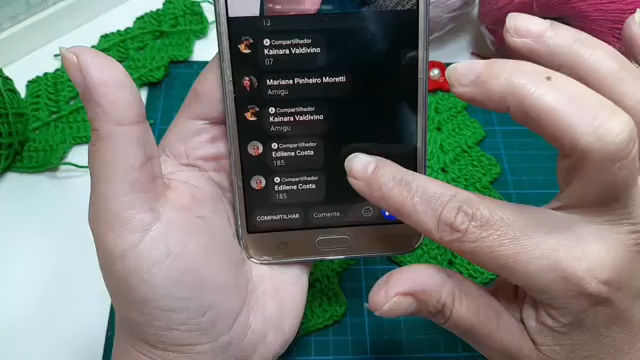 13
Compartilhador
Kainara Valdivino
07
Mariane Pinheiro Moretti
Amigu
Compartilhador
Kainara Valdivino
Amigu
Compartilhador
Edilene Costa
185
Compartilhador
Edilene Costa
185
COMPARTILHAR Comente